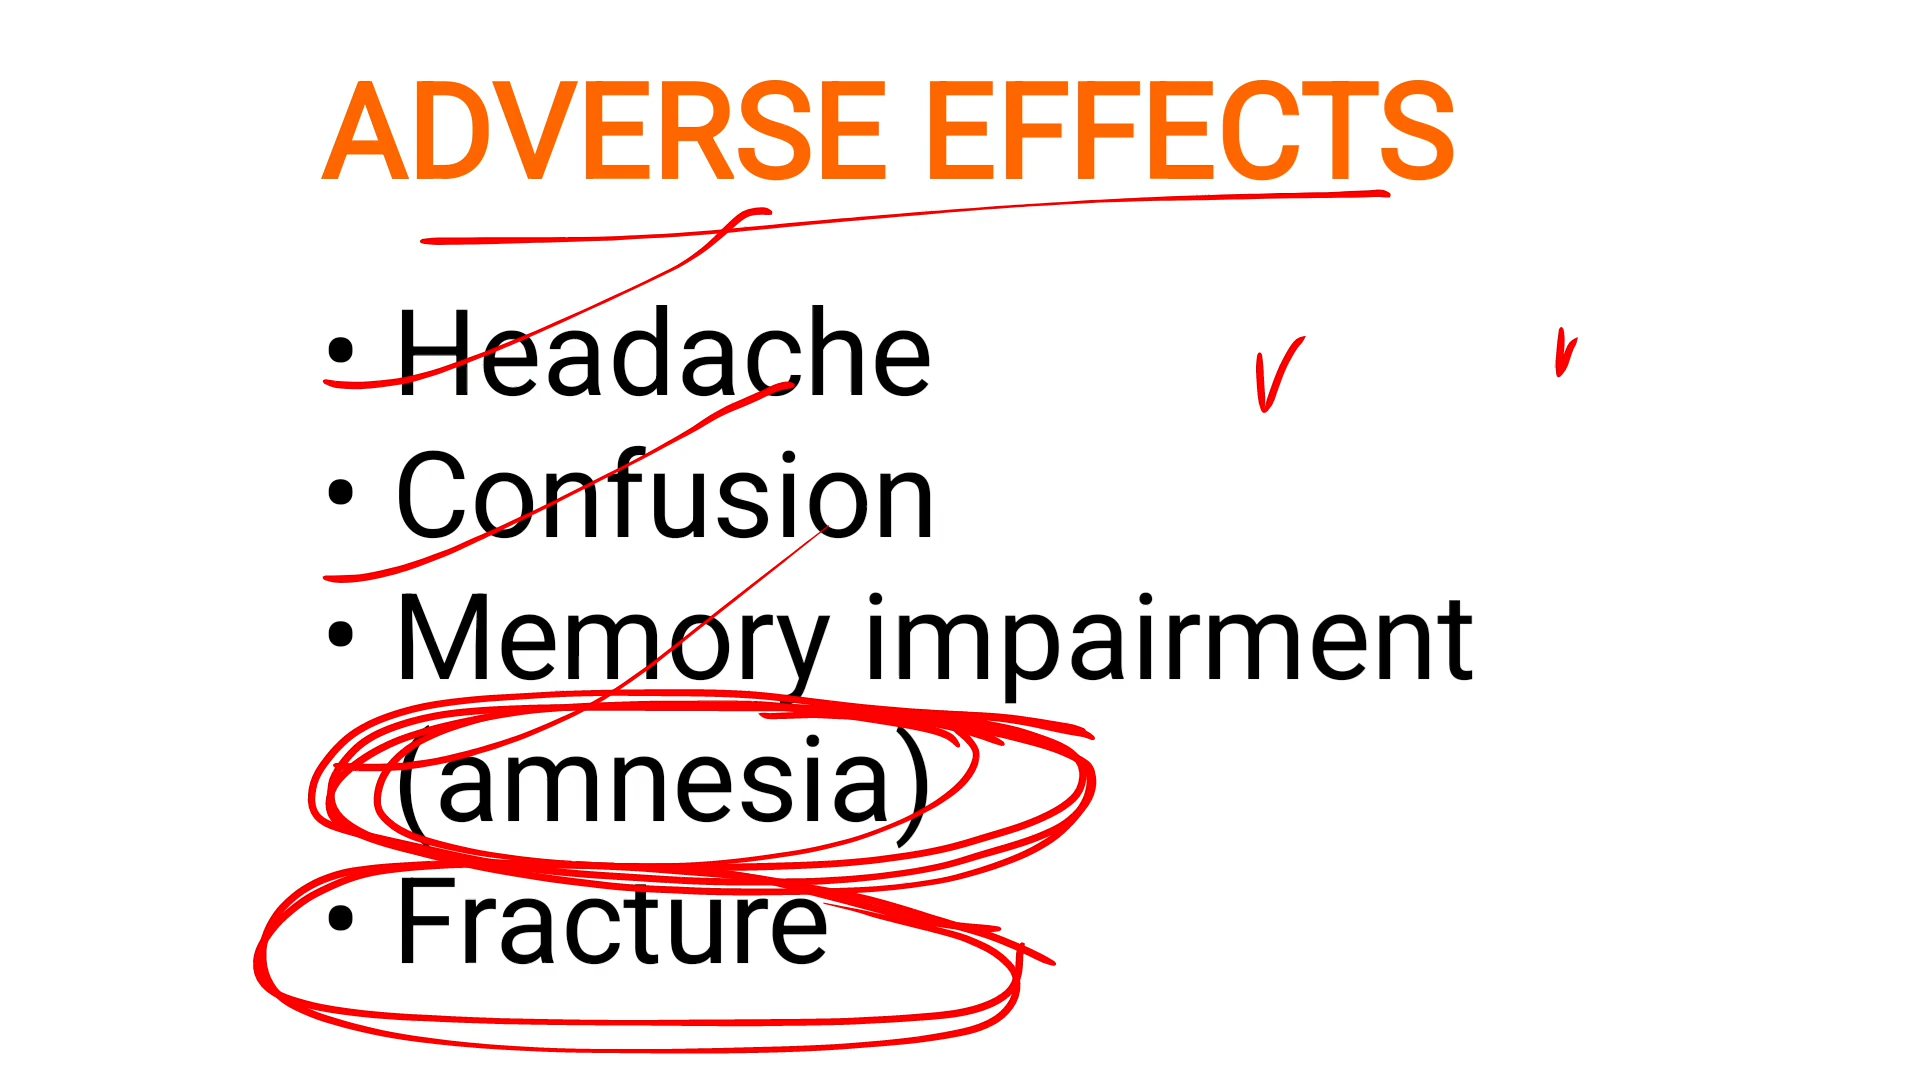 ADVERSE EFFECTS
• Headache
• Confusion
• Memory impairment
(amnesia)
• Fracture